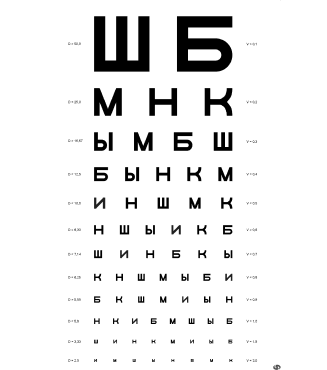 D = 50,0 Ш Б V = 0,1
D = 25,0 М Н К V = 0,2
D = 16,67 Ы М Б Ш V = 0,3
D = 12,5 Б Ы Н К М V = 0,4
D = 10,0 И Н Ш М К V = 0,5
D = 8,33 Н Ш Ы И К Б V = 0,6
D = 7,14 Ш И Н Б К Ы V = 0,7
D = 6,25 К Н Ш М Ы Б И V = 0,8
D = 5,55 Б К Ш М И Ы Н V = 0,9
D = 5,0 Н К И Б М Ш Ы Б V = 1,0
D = 3,33 Ш И Н К М И Ы Б V = 1,5
D = 2,5 И М Ш Ы Н Б М К V = 2,0